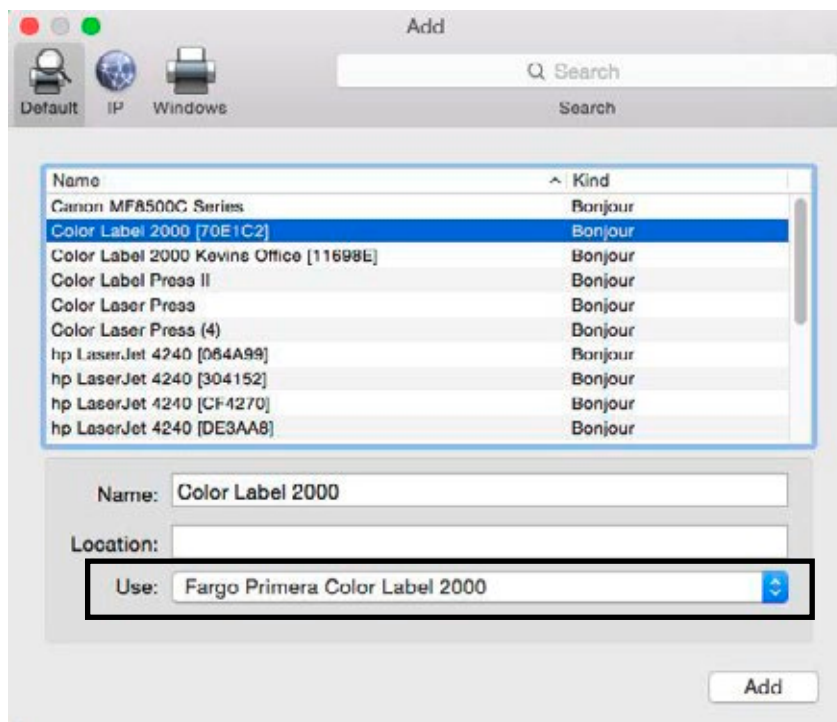 Add
Default IP Windows
Search
Search
Name Kind
Canon MF8500C Series Bonjour
Color Label 2000 [70E1C2] Bonjour
Color Label 2000 Kevins Office [11698E] Bonjour
Color Label Press II Bonjour
Color Laser Press Bonjour
Color Laser Press (4) Bonjour
hp LaserJet 4240 [064A99] Bonjour
hp LaserJet 4240 [304152] Bonjour
hp LaserJet 4240 [CF4270] Bonjour
hp LaserJet 4240 [DE3AA8] Bonjour
Name: Color Label 2000
Location:
Use: Fargo Primera Color Label 2000
Add